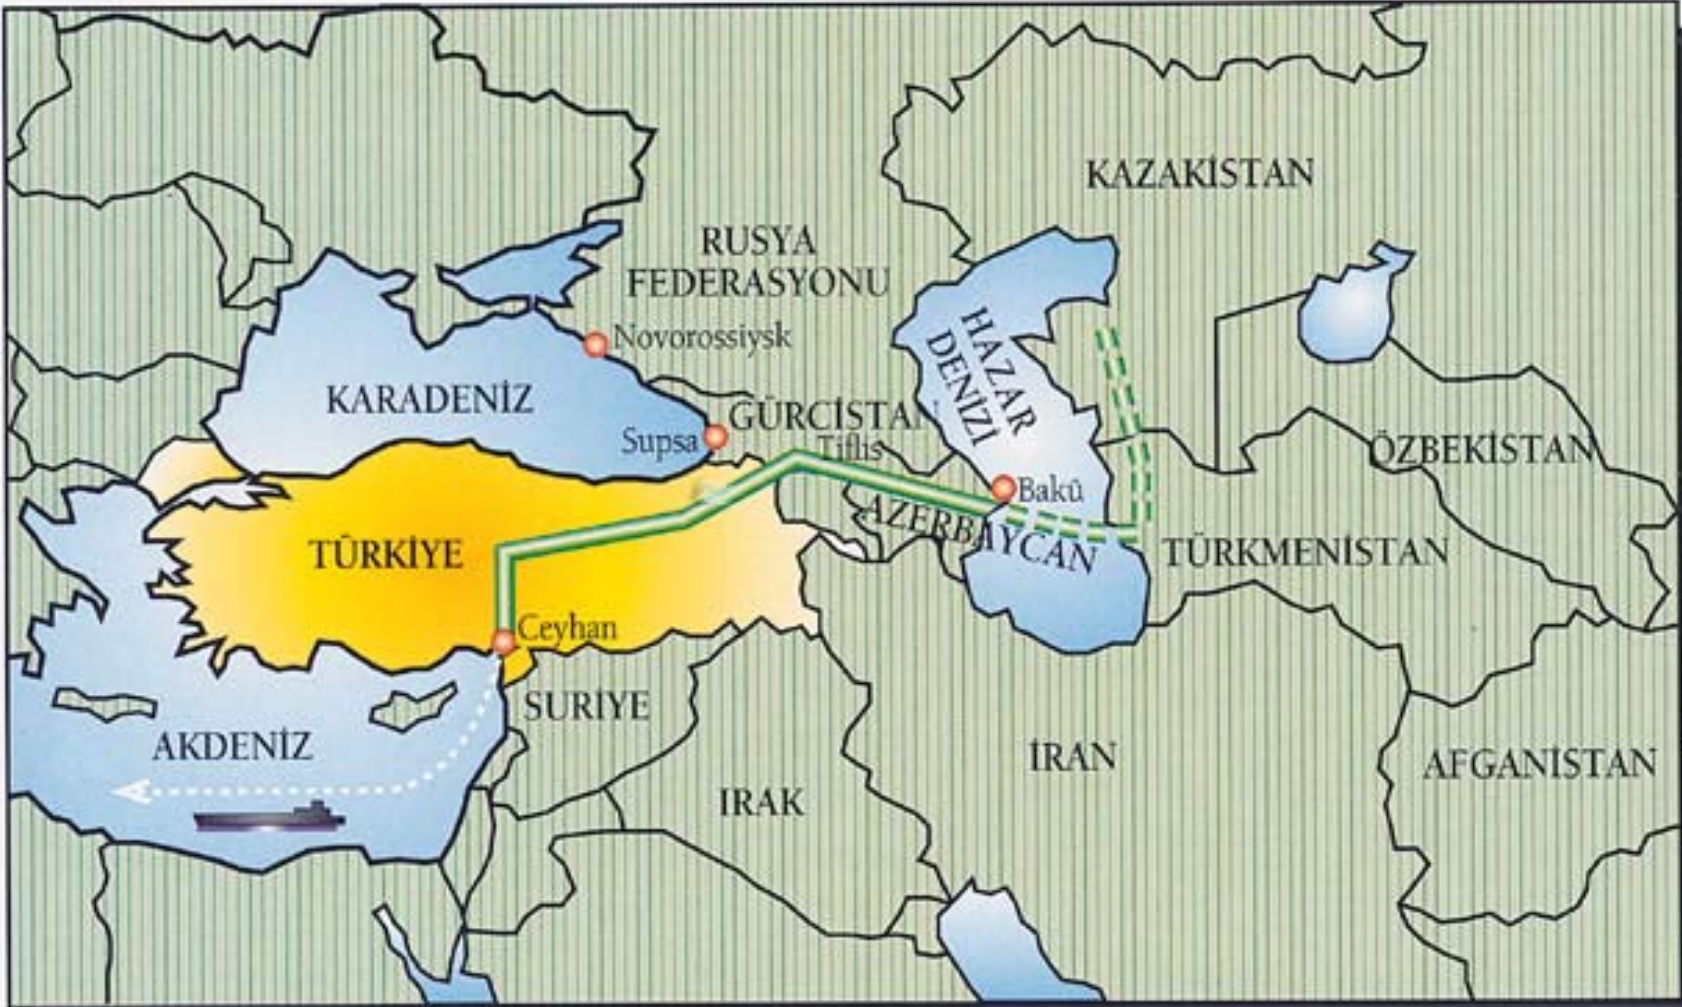 KAZAKİSTAN
RUSYA
FEDERASYONU
Novorossiysk
HAZAR
DENİZİ
KARADENİZ
GÜRCİSTAN
Supsa
Tiflis
ÖZBEKİSTAN
Bakû
AZERBAYCAN
TÜRKİYE
TÜRKMENİSTAN
Ceyhan
SURİYE
AKDENİZ
İRAN
AFGANİSTAN
IRAK